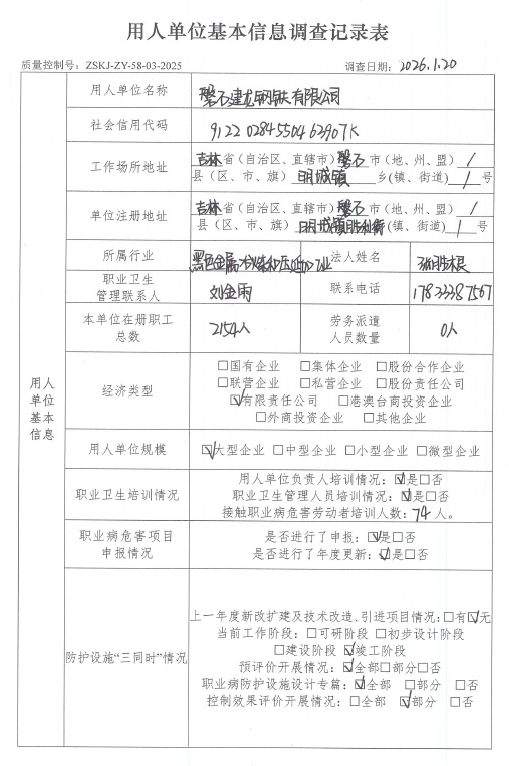 用人单位基本信息调查记录表
质量控制号：ZSKJ-ZY-58-03-2025 调查日期：2026.1.20
用人单位基本信息
用人单位名称 磐石建龙钢铁有限公司
社会信用代码 91220284550462907K
工作场所地址 吉林省（自治区、直辖市）磐石市（地、州、盟） /
县（区、市、旗） 明城镇 乡(镇、街道) / 号
单位注册地址 吉林省（自治区、直辖市）磐石市（地、州、盟） /
县（区、市、旗） 明城镇胜利街(镇、街道) / 号
所属行业 黑色金属冶炼和压延加工业 法人姓名
职业卫生管理联系人 刘金雨 联系电话 17833387567
本单位在册职工总数 2154人 劳务派遣人员数量 0人
经济类型 □国有企业 □集体企业 □股份合作企业
□联营企业 □私营企业 □股份责任公司
☑有限责任公司 □港澳台商投资企业
□外商投资企业 □其他企业
用人单位规模 ☑大型企业 □中型企业 □小型企业 □微型企业
职业卫生培训情况 用人单位负责人培训情况：☑是□否
职业卫生管理人员培训情况：☑是□否
接触职业病危害劳动者培训人数：74人。
职业病危害项目申报情况 是否进行了申报：☑是□否
是否进行了年度更新：☑是□否
防护设施“三同时”情况 上一年度新改扩建及技术改造、引进项目情况：□有☑无
当前工作阶段：□可研阶段 □初步设计阶段
□建设阶段 ☑竣工阶段
预评价开展情况：☑全部□部分□否
职业病防护设施设计专篇：☑全部 □部分 □否
控制效果评价开展情况：□全部 ☑部分 □否